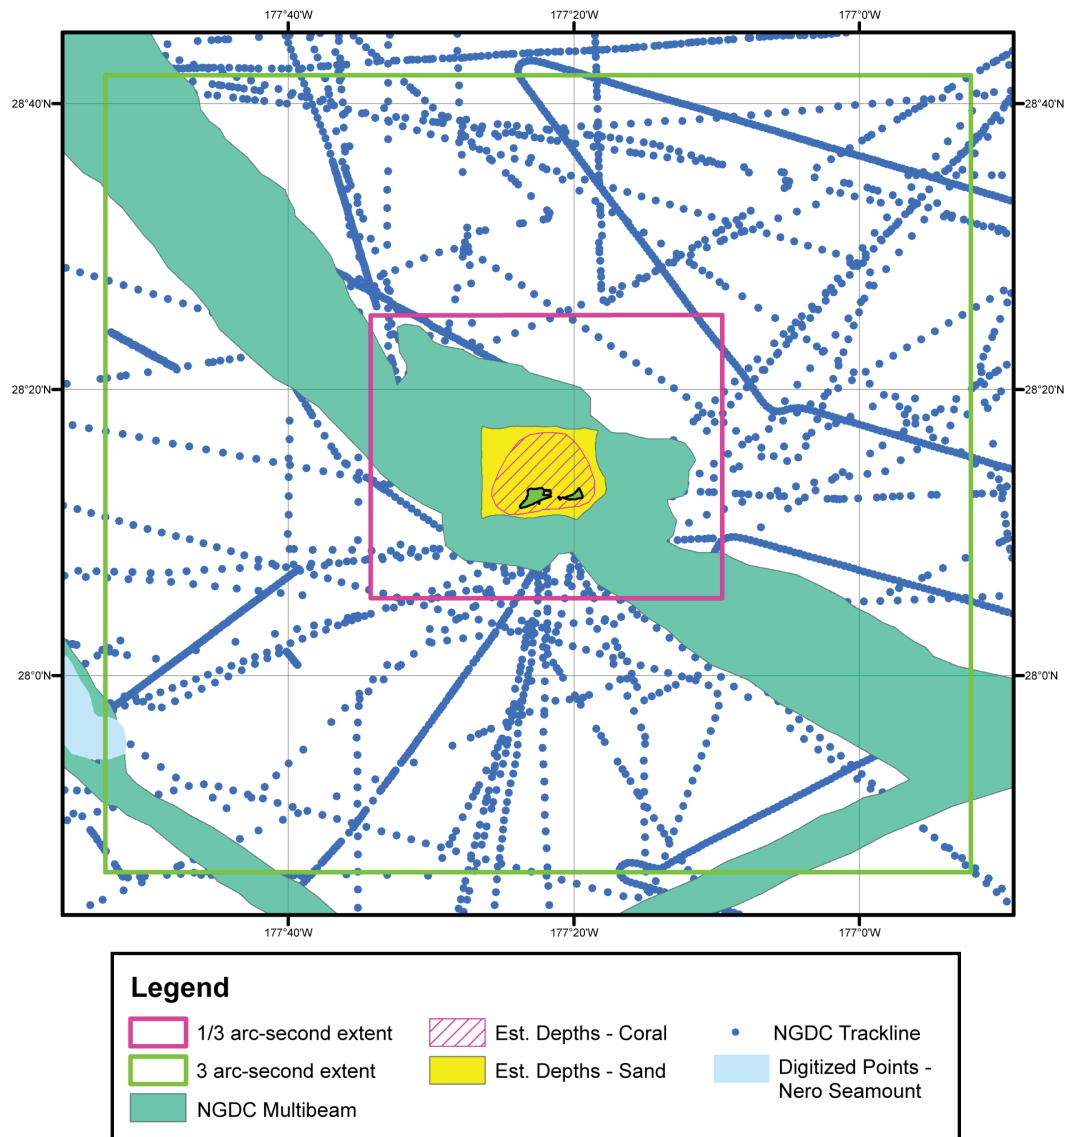 177°40'W 177°20'W 177°0'W
28°40'N 28°40'N
28°20'N 28°20'N
28°0'N 28°0'N
177°40'W 177°20'W 177°0'W
Legend
1/3 arc-second extent
3 arc-second extent
NGDC Multibeam
Est. Depths - Coral
Est. Depths - Sand
NGDC Trackline
Digitized Points -
Nero Seamount